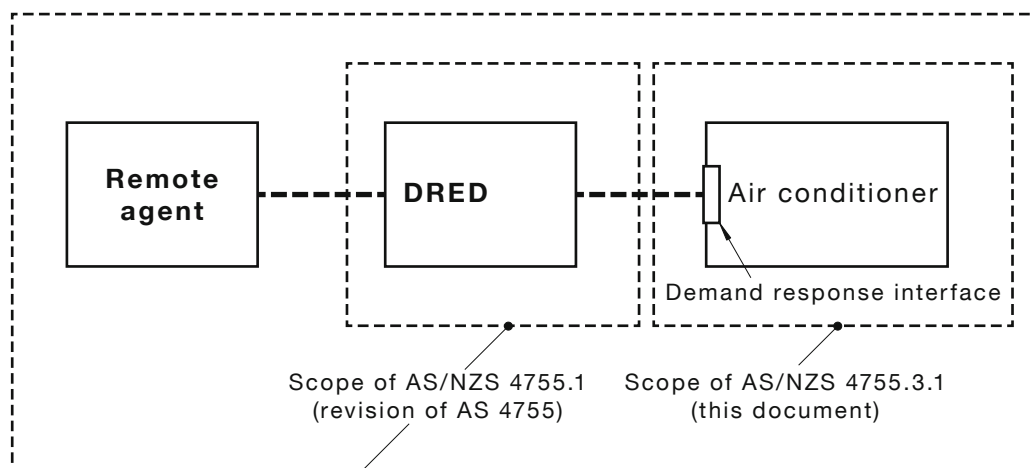 Remote
agent
DRED
Air conditioner
Demand response interface
Scope of AS/NZS 4755.1
(revision of AS 4755)
Scope of AS/NZS 4755.3.1
(this document)